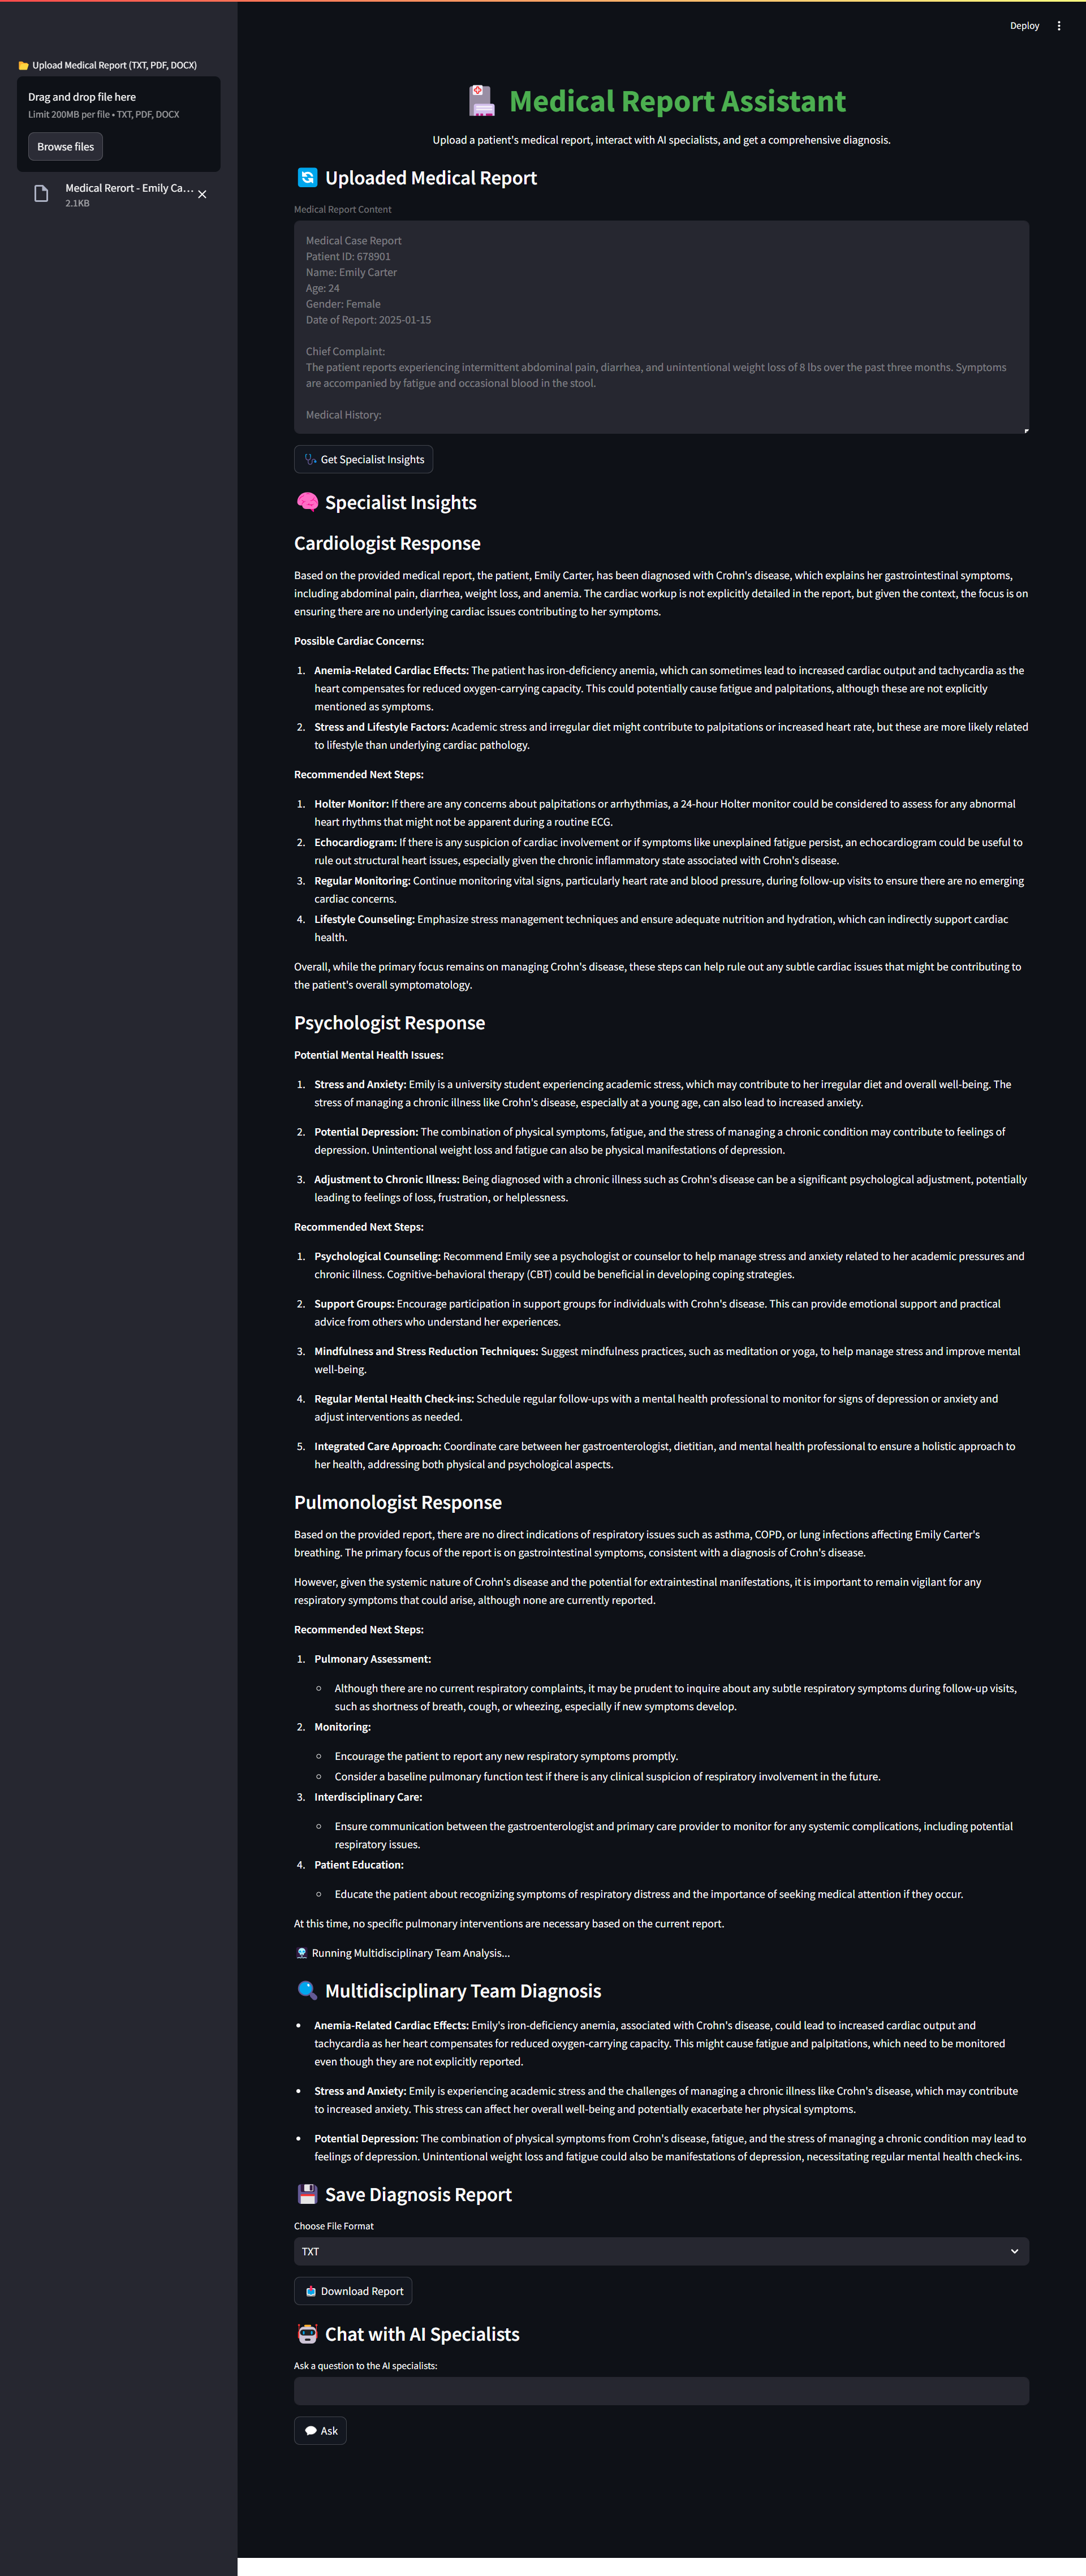 Deploy
Upload Medical Report (TXT, PDF, DOCX)
Drag and drop file here
Limit 200MB per file • TXT, PDF, DOCX
Browse files
Medical Rerort - Emily Ca...
2.1KB
Medical Report Assistant
Upload a patient's medical report, interact with AI specialists, and get a comprehensive diagnosis.
Uploaded Medical Report
Medical Report Content
Medical Case Report
Patient ID: 678901
Name: Emily Carter
Age: 24
Gender: Female
Date of Report: 2025-01-15
Chief Complaint:
The patient reports experiencing intermittent abdominal pain, diarrhea, and unintentional weight loss of 8 lbs over the past three months. Symptoms
are accompanied by fatigue and occasional blood in the stool.
Medical History:
Get Specialist Insights
Specialist Insights
Cardiologist Response
Based on the provided medical report, the patient, Emily Carter, has been diagnosed with Crohn's disease, which explains her gastrointestinal symptoms,
including abdominal pain, diarrhea, weight loss, and anemia. The cardiac workup is not explicitly detailed in the report, but given the context, the focus is on
ensuring there are no underlying cardiac issues contributing to her symptoms.
Possible Cardiac Concerns:
1. Anemia-Related Cardiac Effects: The patient has iron-deficiency anemia, which can sometimes lead to increased cardiac output and tachycardia as the
heart compensates for reduced oxygen-carrying capacity. This could potentially cause fatigue and palpitations, although these are not explicitly
mentioned as symptoms.
2. Stress and Lifestyle Factors: Academic stress and irregular diet might contribute to palpitations or increased heart rate, but these are more likely related
to lifestyle than underlying cardiac pathology.
Recommended Next Steps:
1. Holter Monitor: If there are any concerns about palpitations or arrhythmias, a 24-hour Holter monitor could be considered to assess for any abnormal
heart rhythms that might not be apparent during a routine ECG.
2. Echocardiogram: If there is any suspicion of cardiac involvement or if symptoms like unexplained fatigue persist, an echocardiogram could be useful to
rule out structural heart issues, especially given the chronic inflammatory state associated with Crohn's disease.
3. Regular Monitoring: Continue monitoring vital signs, particularly heart rate and blood pressure, during follow-up visits to ensure there are no emerging
cardiac concerns.
4. Lifestyle Counseling: Emphasize stress management techniques and ensure adequate nutrition and hydration, which can indirectly support cardiac
health.
Overall, while the primary focus remains on managing Crohn's disease, these steps can help rule out any subtle cardiac issues that might be contributing to
the patient's overall symptomatology.
Psychologist Response
Potential Mental Health Issues:
1. Stress and Anxiety: Emily is a university student experiencing academic stress, which may contribute to her irregular diet and overall well-being. The
stress of managing a chronic illness like Crohn's disease, especially at a young age, can also lead to increased anxiety.
2. Potential Depression: The combination of physical symptoms, fatigue, and the stress of managing a chronic condition may contribute to feelings of
depression. Unintentional weight loss and fatigue can also be physical manifestations of depression.
3. Adjustment to Chronic Illness: Being diagnosed with a chronic illness such as Crohn's disease can be a significant psychological adjustment, potentially
leading to feelings of loss, frustration, or helplessness.
Recommended Next Steps:
1. Psychological Counseling: Recommend Emily see a psychologist or counselor to help manage stress and anxiety related to her academic pressures and
chronic illness. Cognitive-behavioral therapy (CBT) could be beneficial in developing coping strategies.
2. Support Groups: Encourage participation in support groups for individuals with Crohn's disease. This can provide emotional support and practical
advice from others who understand her experiences.
3. Mindfulness and Stress Reduction Techniques: Suggest mindfulness practices, such as meditation or yoga, to help manage stress and improve mental
well-being.
4. Regular Mental Health Check-ins: Schedule regular follow-ups with a mental health professional to monitor for signs of depression or anxiety and
adjust interventions as needed.
5. Integrated Care Approach: Coordinate care between her gastroenterologist, dietitian, and mental health professional to ensure a holistic approach to
her health, addressing both physical and psychological aspects.
Pulmonologist Response
Based on the provided report, there are no direct indications of respiratory issues such as asthma, COPD, or lung infections affecting Emily Carter's
breathing. The primary focus of the report is on gastrointestinal symptoms, consistent with a diagnosis of Crohn's disease.
However, given the systemic nature of Crohn's disease and the potential for extraintestinal manifestations, it is important to remain vigilant for any
respiratory symptoms that could arise, although none are currently reported.
Recommended Next Steps:
1. Pulmonary Assessment:
○ Although there are no current respiratory complaints, it may be prudent to inquire about any subtle respiratory symptoms during follow-up visits,
such as shortness of breath, cough, or wheezing, especially if new symptoms develop.
2. Monitoring:
○ Encourage the patient to report any new respiratory symptoms promptly.
○ Consider a baseline pulmonary function test if there is any clinical suspicion of respiratory involvement in the future.
3. Interdisciplinary Care:
○ Ensure communication between the gastroenterologist and primary care provider to monitor for any systemic complications, including potential
respiratory issues.
4. Patient Education:
○ Educate the patient about recognizing symptoms of respiratory distress and the importance of seeking medical attention if they occur.
At this time, no specific pulmonary interventions are necessary based on the current report.
Running Multidisciplinary Team Analysis...
Multidisciplinary Team Diagnosis
• Anemia-Related Cardiac Effects: Emily's iron-deficiency anemia, associated with Crohn's disease, could lead to increased cardiac output and
tachycardia as her heart compensates for reduced oxygen-carrying capacity. This might cause fatigue and palpitations, which need to be monitored
even though they are not explicitly reported.
• Stress and Anxiety: Emily is experiencing academic stress and the challenges of managing a chronic illness like Crohn's disease, which may contribute
to increased anxiety. This stress can affect her overall well-being and potentially exacerbate her physical symptoms.
• Potential Depression: The combination of physical symptoms from Crohn's disease, fatigue, and the stress of managing a chronic condition may lead to
feelings of depression. Unintentional weight loss and fatigue could also be manifestations of depression, necessitating regular mental health check-ins.
Save Diagnosis Report
Choose File Format
TXT
Download Report
Chat with AI Specialists
Ask a question to the AI specialists:
Ask